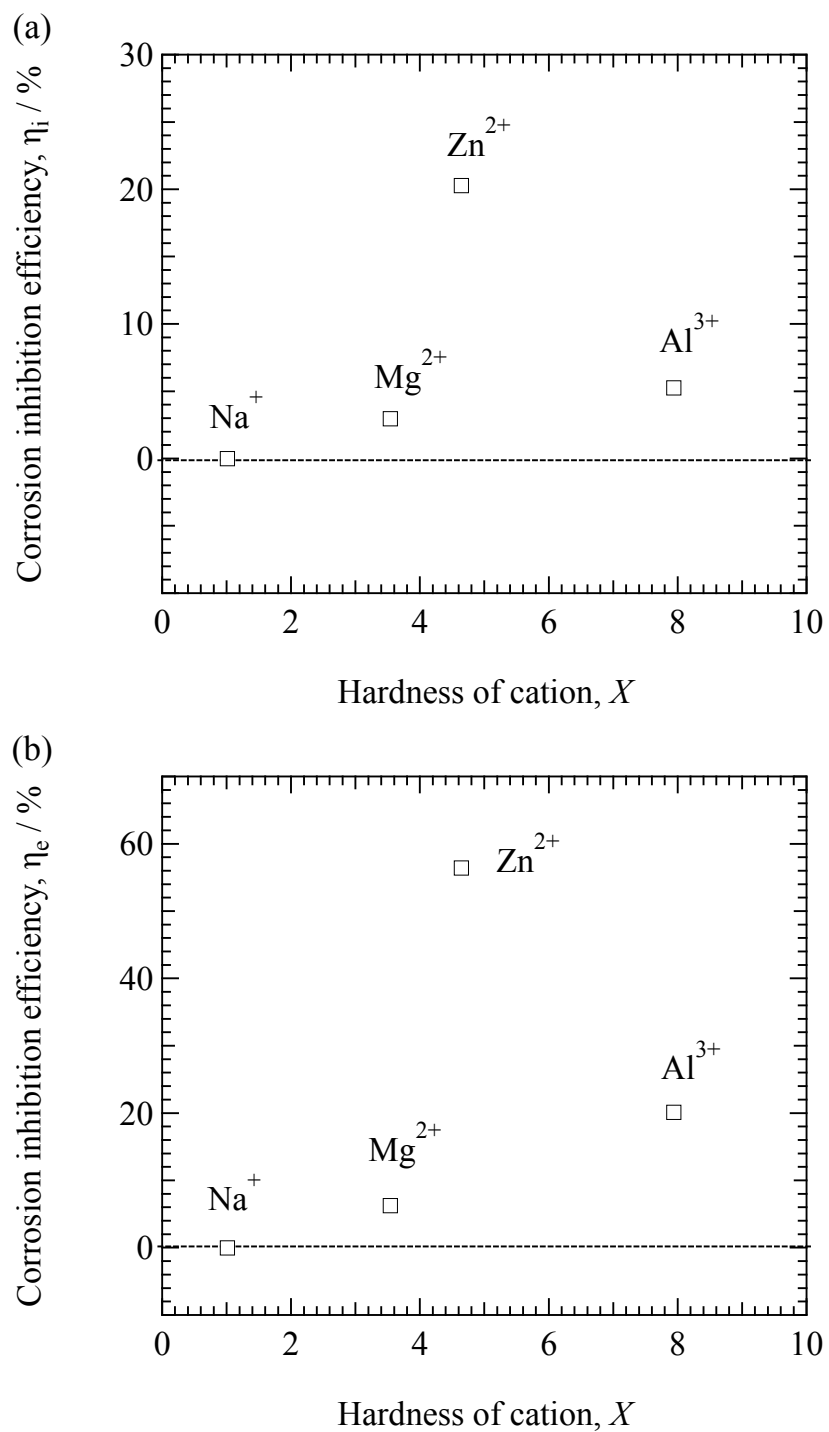 (a)
Corrosion inhibition efficiency, ηi / %
30
20
10
0
Zn2+
Al3+
Mg2+
Na+
0 2 4 6 8 10
Hardness of cation, X
(b)
Corrosion inhibition efficiency, ηe / %
60
40
20
0
Zn2+
Al3+
Mg2+
Na+
0 2 4 6 8 10
Hardness of cation, X